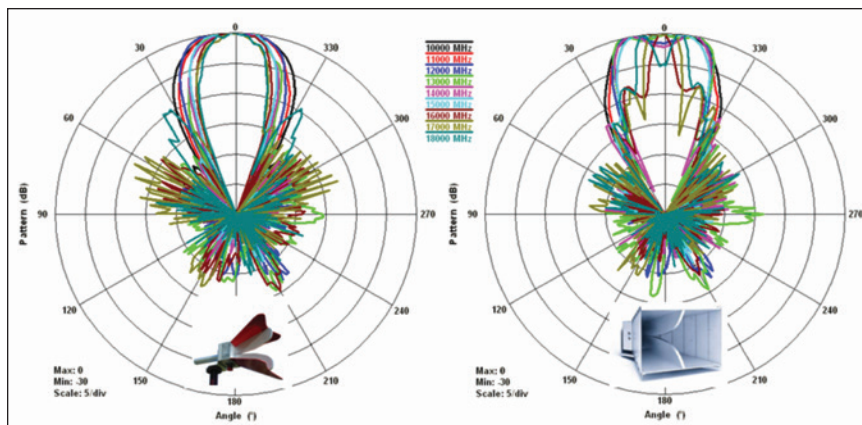 0
30
330
60
300
90
270
120
240
150
210
180
Pattern (dB)
Angle (°)
Max: 0
Min: -30
Scale: 5/div
10000 MHz
11000 MHz
12000 MHz
13000 MHz
14000 MHz
15000 MHz
16000 MHz
17000 MHz
18000 MHz
0
30
330
60
300
90
270
120
240
150
210
180
Pattern (dB)
Angle (°)
Max: 0
Min: -30
Scale: 5/div